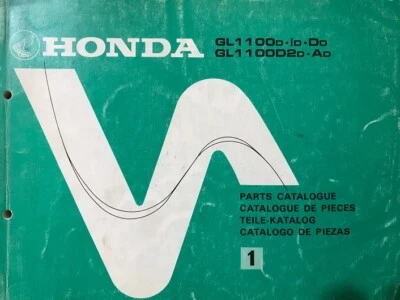 HONDA
GL1100D·ID·DD
GL1100D2D·AD
PARTS CATALOGUE
CATALOGUE DE PIECES
TEILE-KATALOG
CATALOGO DE PIEZAS
1